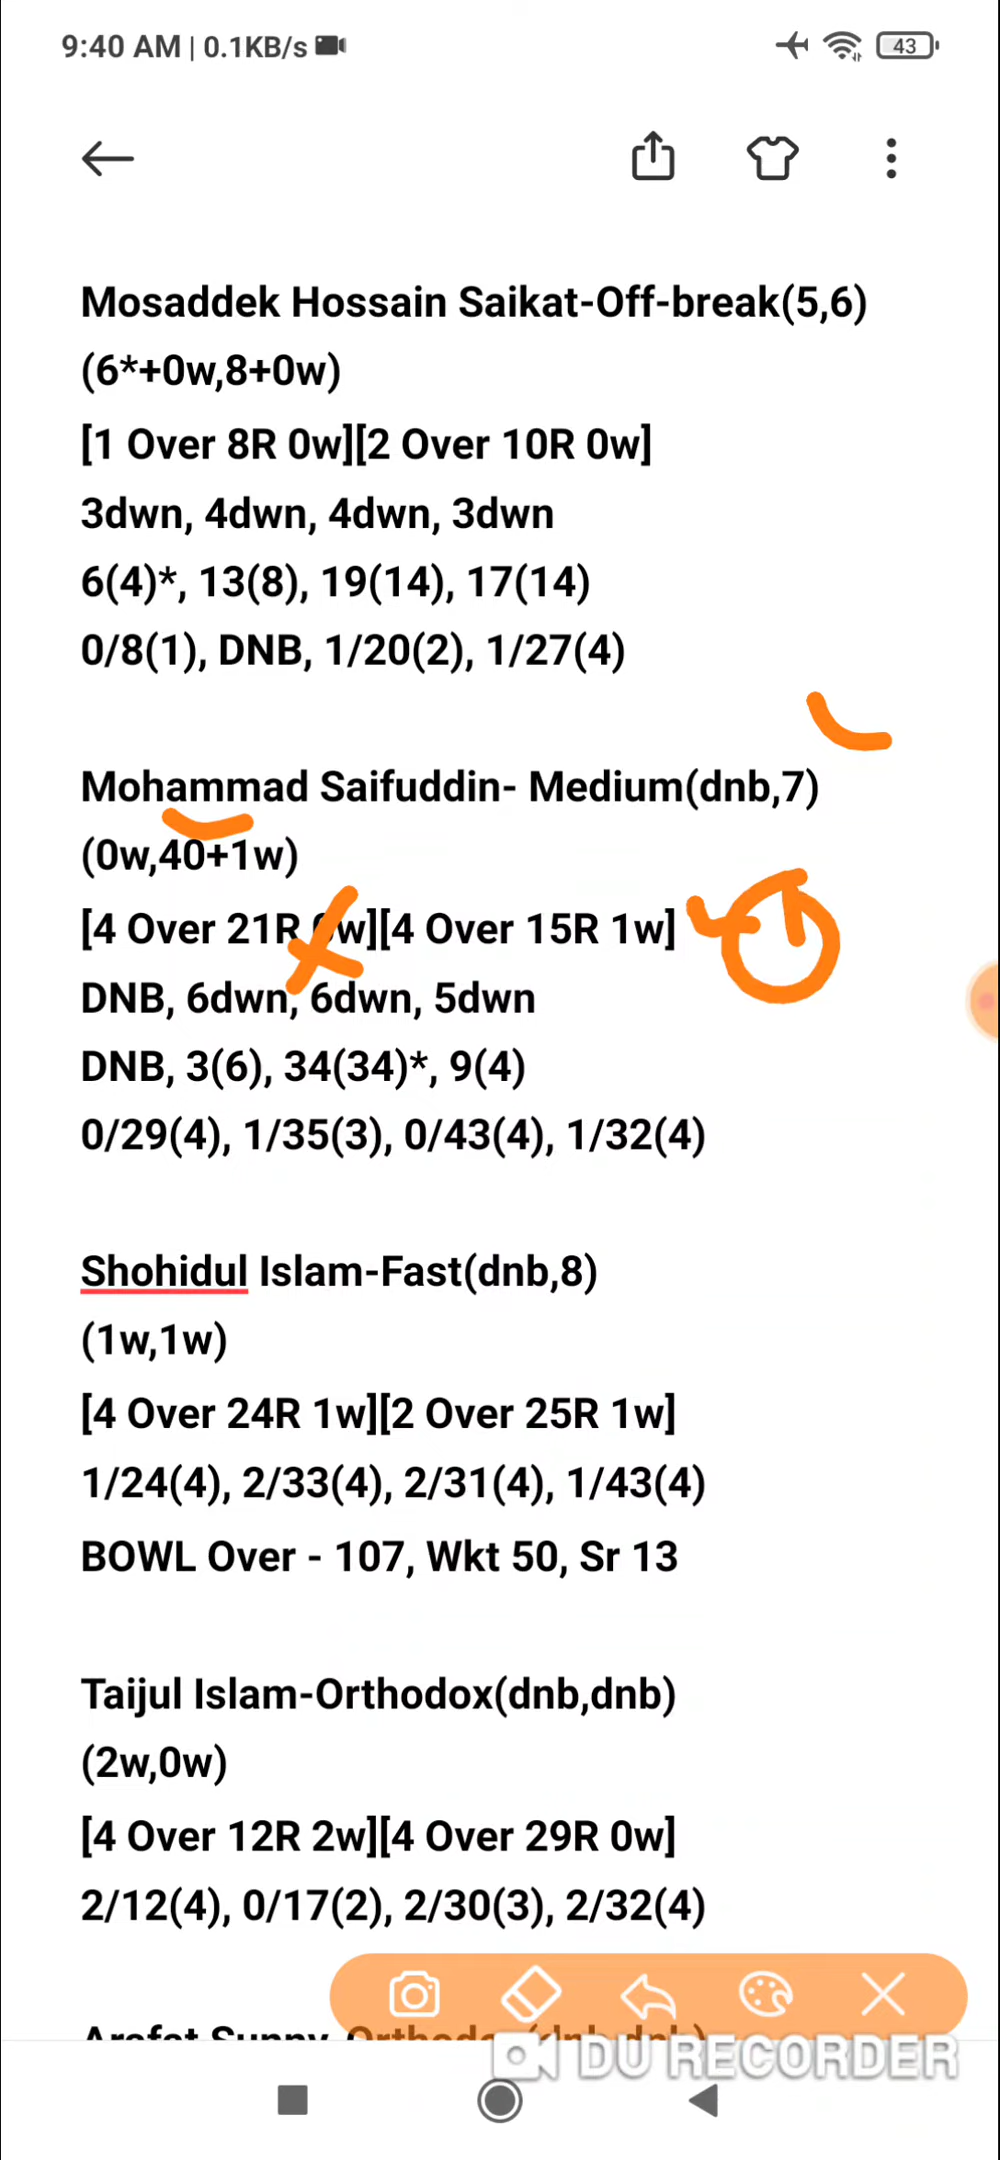 9:40 AM | 0.1KB/s
43
Mosaddek Hossain Saikat-Off-break(5,6)
(6*+0w,8+0w)
[1 Over 8R 0w][2 Over 10R 0w]
3dwn, 4dwn, 4dwn, 3dwn
6(4)*, 13(8), 19(14), 17(14)
0/8(1), DNB, 1/20(2), 1/27(4)
Mohammad Saifuddin- Medium(dnb,7)
(0w,40+1w)
[4 Over 21R 0w][4 Over 15R 1w]
DNB, 6dwn, 6dwn, 5dwn
DNB, 3(6), 34(34)*, 9(4)
0/29(4), 1/35(3), 0/43(4), 1/32(4)
Shohidul Islam-Fast(dnb,8)
(1w,1w)
[4 Over 24R 1w][2 Over 25R 1w]
1/24(4), 2/33(4), 2/31(4), 1/43(4)
BOWL Over - 107, Wkt 50, Sr 13
Taijul Islam-Orthodox(dnb,dnb)
(2w,0w)
[4 Over 12R 2w][4 Over 29R 0w]
2/12(4), 0/17(2), 2/30(3), 2/32(4)
Arafat Sunny
DU RECORDER